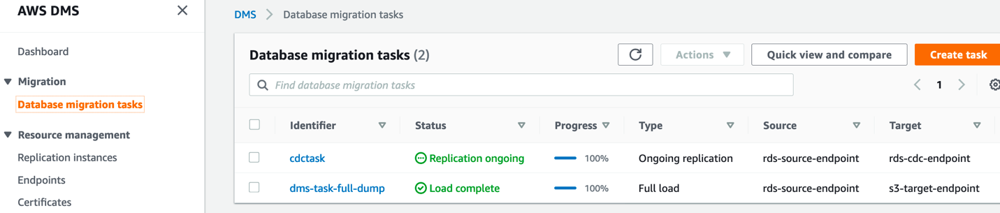 AWS DMS
Dashboard
Migration
Database migration tasks
Resource management
Replication instances
Endpoints
Certificates
DMS Database migration tasks
Database migration tasks (2) Actions Quick view and compare Create task
Find database migration tasks 1
Identifier Status Progress Type Source Target
cdctask Replication ongoing 100% Ongoing replication rds-source-endpoint rds-cdc-endpoint
dms-task-full-dump Load complete 100% Full load rds-source-endpoint s3-target-endpoint